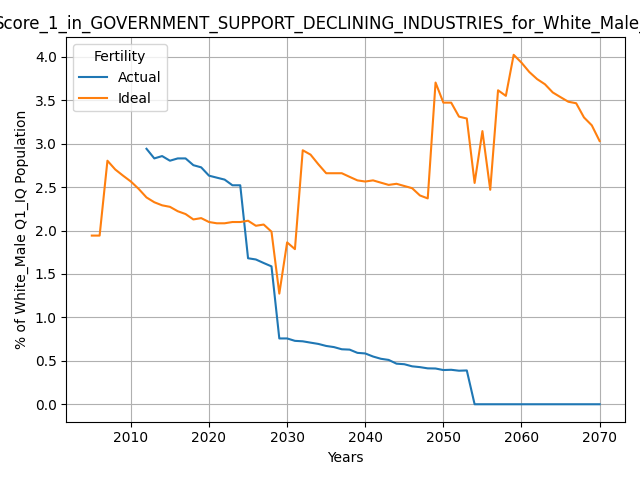 Score_1_in_GOVERNMENT_SUPPORT_DECLINING_INDUSTRIES_for_White_Male_
Fertility
Actual
Ideal
4.0
3.5
3.0
2.5
2.0
1.5
1.0
0.5
0.0
% of White_Male Q1_IQ Population
2010 2020 2030 2040 2050 2060 2070
Years